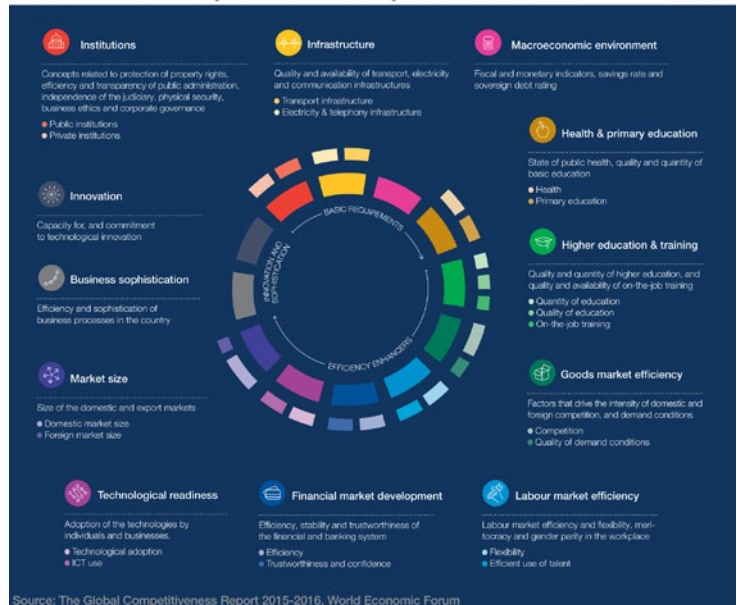 Institutions
Concepts related to protection of property rights,
efficiency and transparency of public administration,
independence of the judiciary, physical security,
business ethics and corporate governance
Public institutions
Private institutions
Infrastructure
Quality and availability of transport, electricity
and communication infrastructures
Transport infrastructure
Electricity & telephony infrastructure
Macroeconomic environment
Fiscal and monetary indicators, savings rate and
sovereign debt rating
Health & primary education
State of public health, quality and quantity of
basic education
Health
Primary education
Innovation
Capacity for, and commitment
to technological innovation
Higher education & training
Quality and quantity of higher education, and
quality and availability of on-the-job training
Quantity of education
Quality of education
On-the-job training
Business sophistication
Efficiency and sophistication of
business processes in the country
BASIC REQUIREMENTS
INNOVATION AND
SOPHISTICATION
EFFICIENCY ENHANCERS
Market size
Size of the domestic and export markets
Domestic market size
Foreign market size
Goods market efficiency
Factors that drive the intensity of domestic and
foreign competition, and demand conditions
Competition
Quality of demand conditions
Technological readiness
Adoption of the technologies by
individuals and businesses.
Technological adoption
ICT use
Financial market development
Efficiency, stability and trustworthiness of
the financial and banking system
Efficiency
Trustworthiness and confidence
Labour market efficiency
Labour market efficiency and flexibility, meri-
tocracy and gender parity in the workplace
Flexibility
Efficient use of talent
Source: The Global Competitiveness Report 2015-2016, World Economic Forum